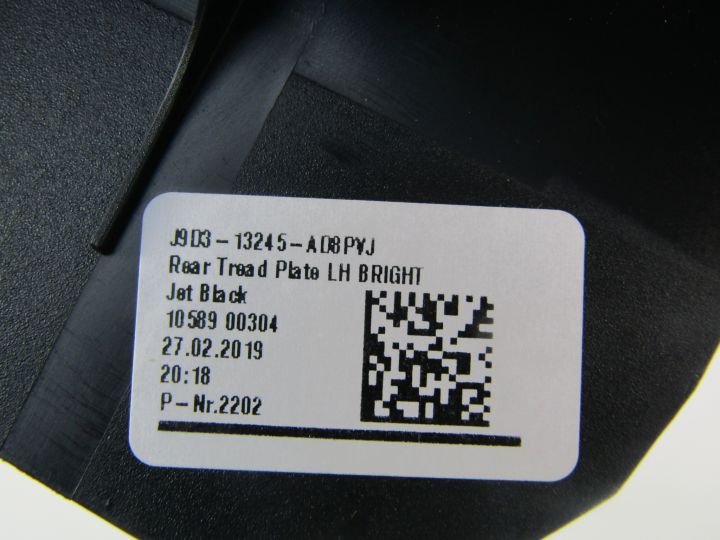 J9D3-13245-AD8PVJ
Rear Tread Plate LH BRIGHT
Jet Black
10589 00304
27.02.2019
20:18
P-Nr.2202